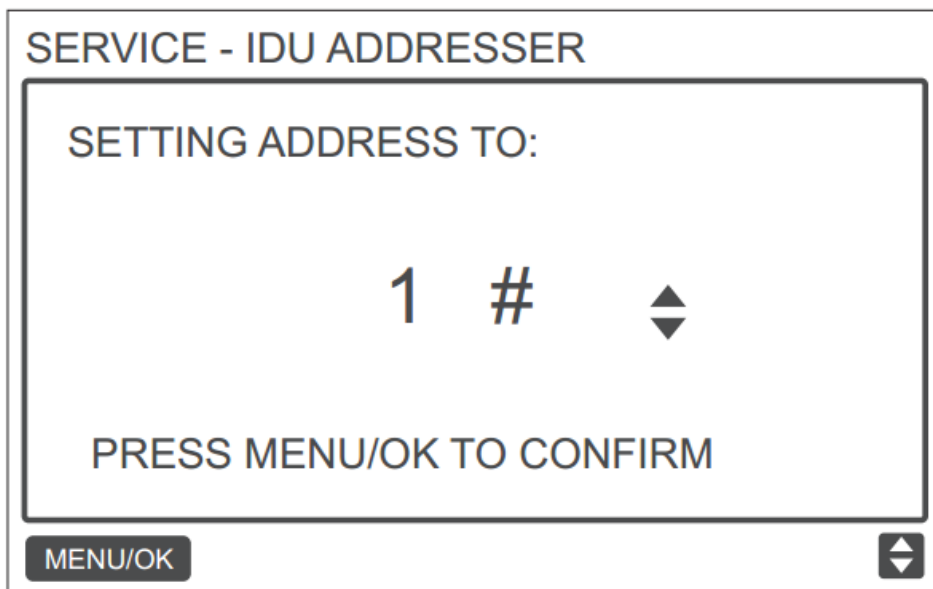 SERVICE - IDU ADDRESSER
SETTING ADDRESS TO:
1 #
PRESS MENU/OK TO CONFIRM
MENU/OK